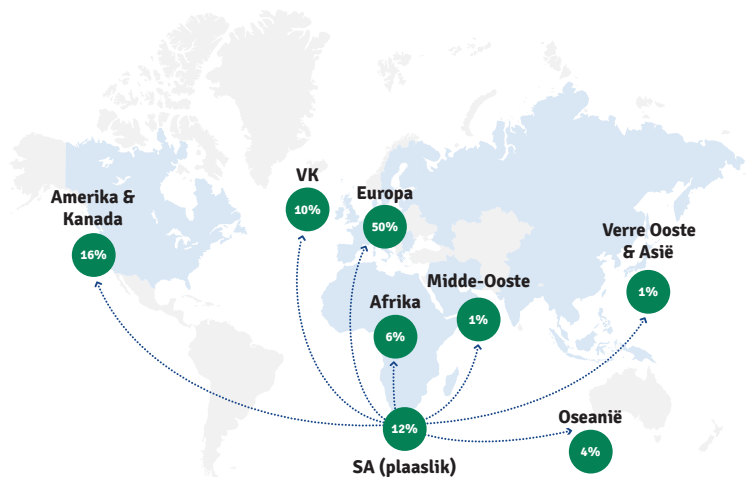 VK
10%
Europa
50%
Amerika &
Kanada
16%
Verre Ooste
& Asië
1%
Midde-Ooste
1%
Afrika
6%
12%
SA (plaaslik)
Oseanië
4%